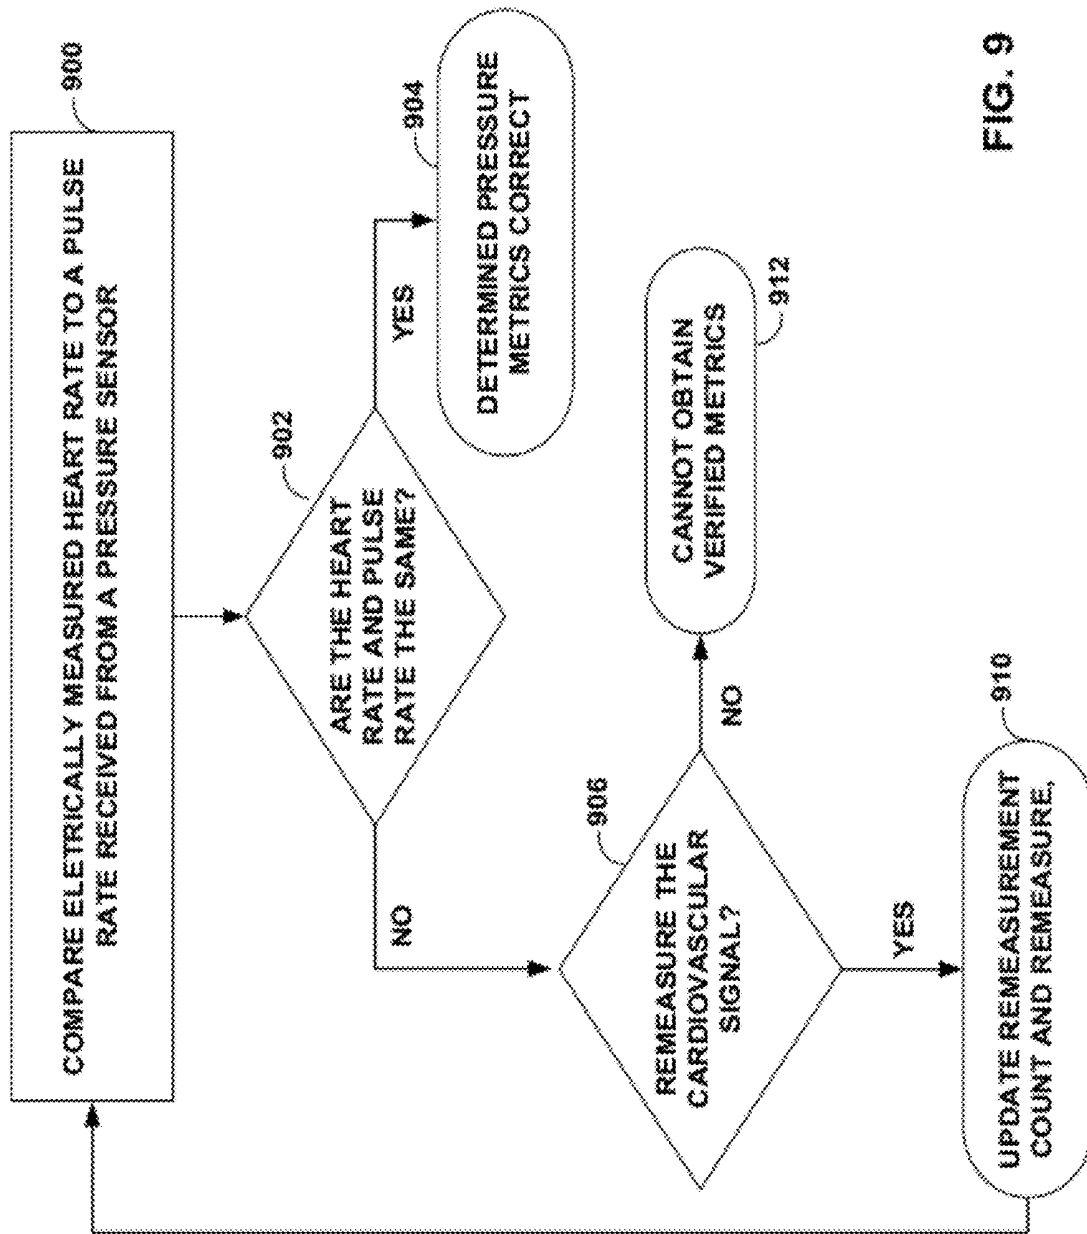 900
COMPARE ELETRICALLY MEASURED HEART RATE TO A PULSE
RATE RECEIVED FROM A PRESSURE SENSOR
902
ARE THE HEART
RATE AND PULSE
RATE THE SAME?
YES
904
DETERMINED PRESSURE
METRICS CORRECT
NO
906
REMEASURE THE
CARDIOVASCULAR
SIGNAL?
NO
CANNOT OBTAIN
VERIFIED METRICS
912
YES
910
UPDATE REMEASUREMENT
COUNT AND REMEASURE.
FIG. 9